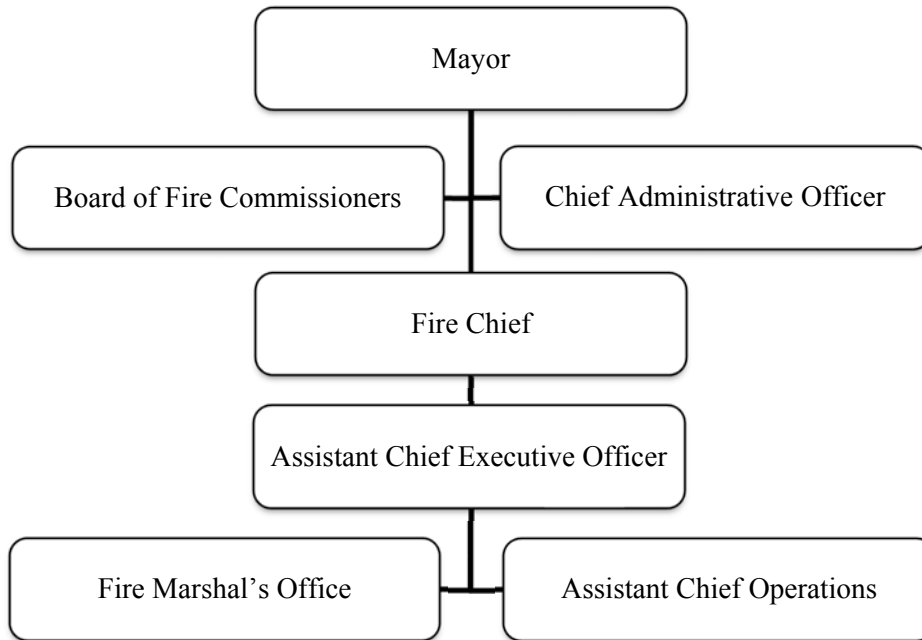 Mayor
Board of Fire Commissioners
Chief Administrative Officer
Fire Chief
Assistant Chief Executive Officer
Fire Marshal’s Office
Assistant Chief Operations